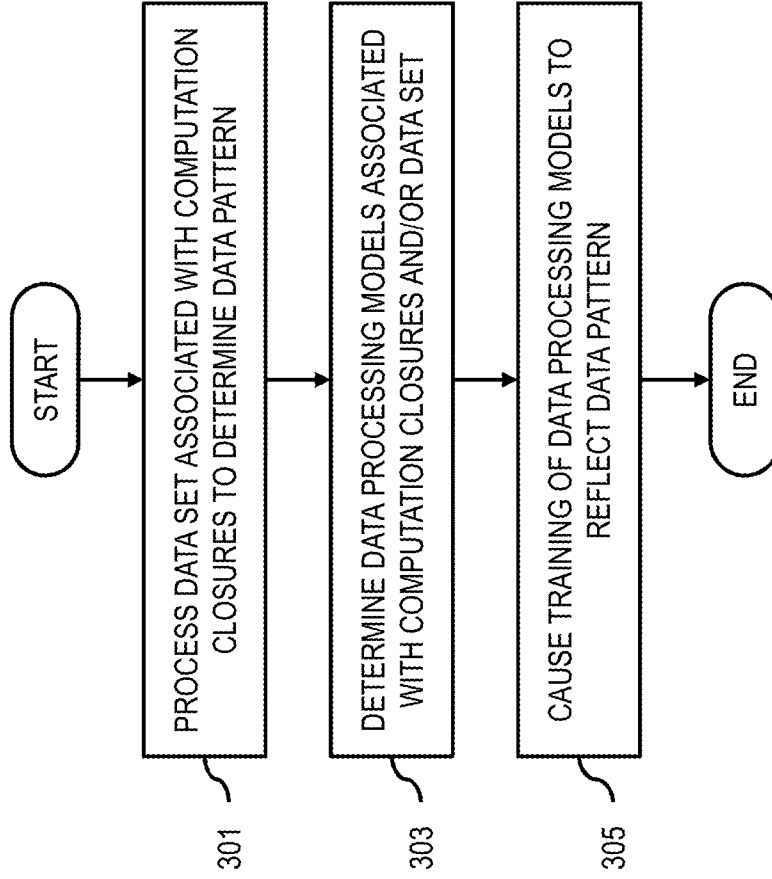 START
PROCESS DATA SET ASSOCIATED WITH COMPUTATION
CLOSURES TO DETERMINE DATA PATTERN
301
DETERMINE DATA PROCESSING MODELS ASSOCIATED
WITH COMPUTATION CLOSURES AND/OR DATA SET
303
CAUSE TRAINING OF DATA PROCESSING MODELS TO
REFLECT DATA PATTERN
305
END